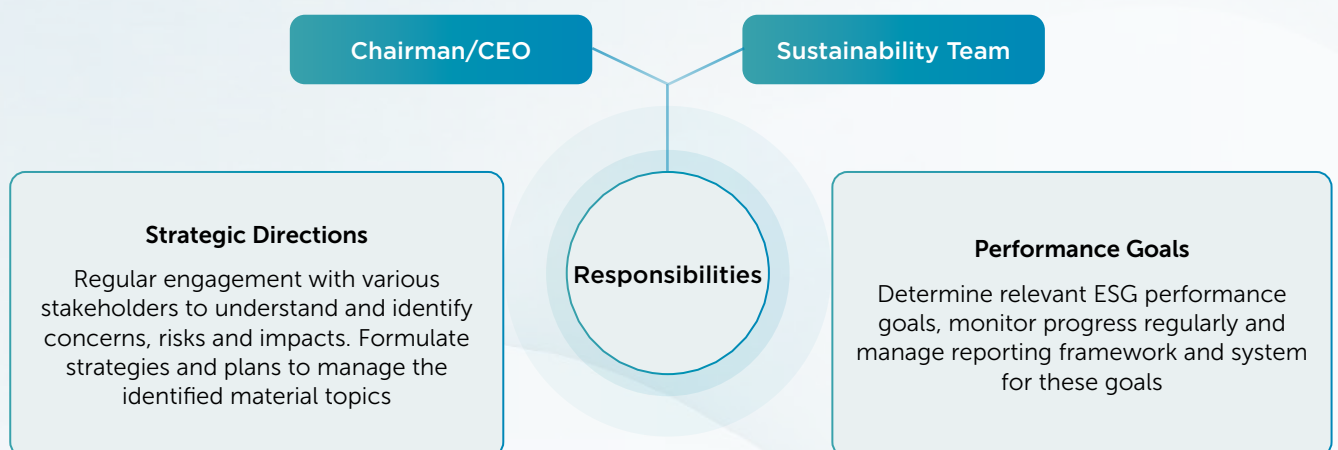 Chairman/CEO
Sustainability Team
Strategic Directions
Regular engagement with various
stakeholders to understand and identify
concerns, risks and impacts. Formulate
strategies and plans to manage the
identified material topics
Responsibilities
Performance Goals
Determine relevant ESG performance
goals, monitor progress regularly and
manage reporting framework and system
for these goals